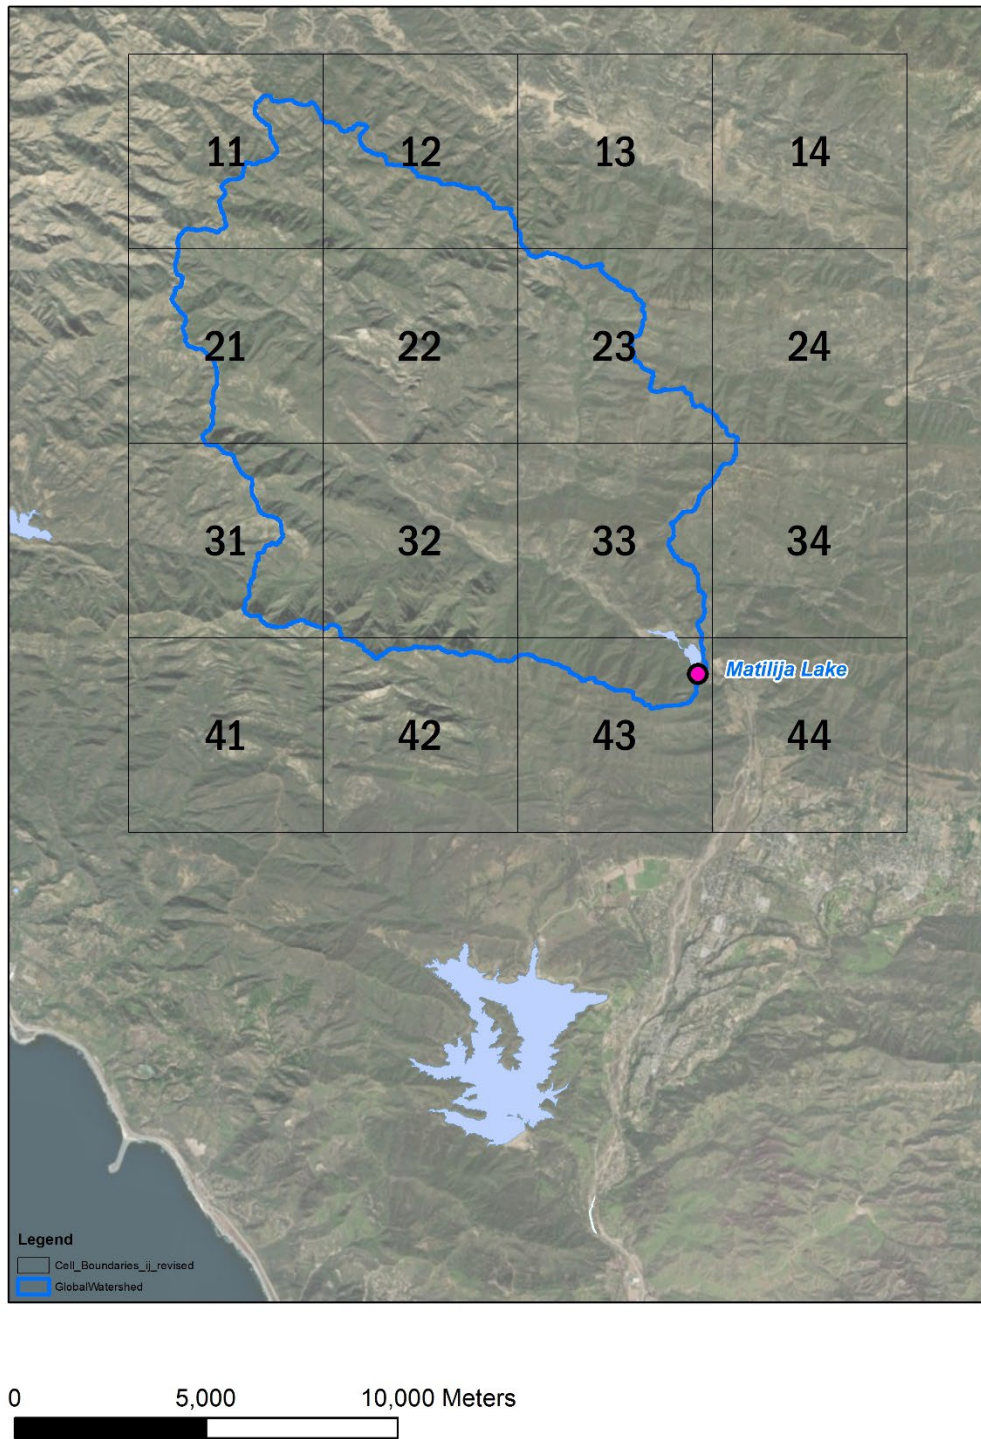 11 12 13 14
21 22 23 24
31 32 33 34
Matilija Lake
41 42 43 44
Legend
Cell_Boundaries_ij_revised
GlobalWatershed
0 5,000 10,000 Meters